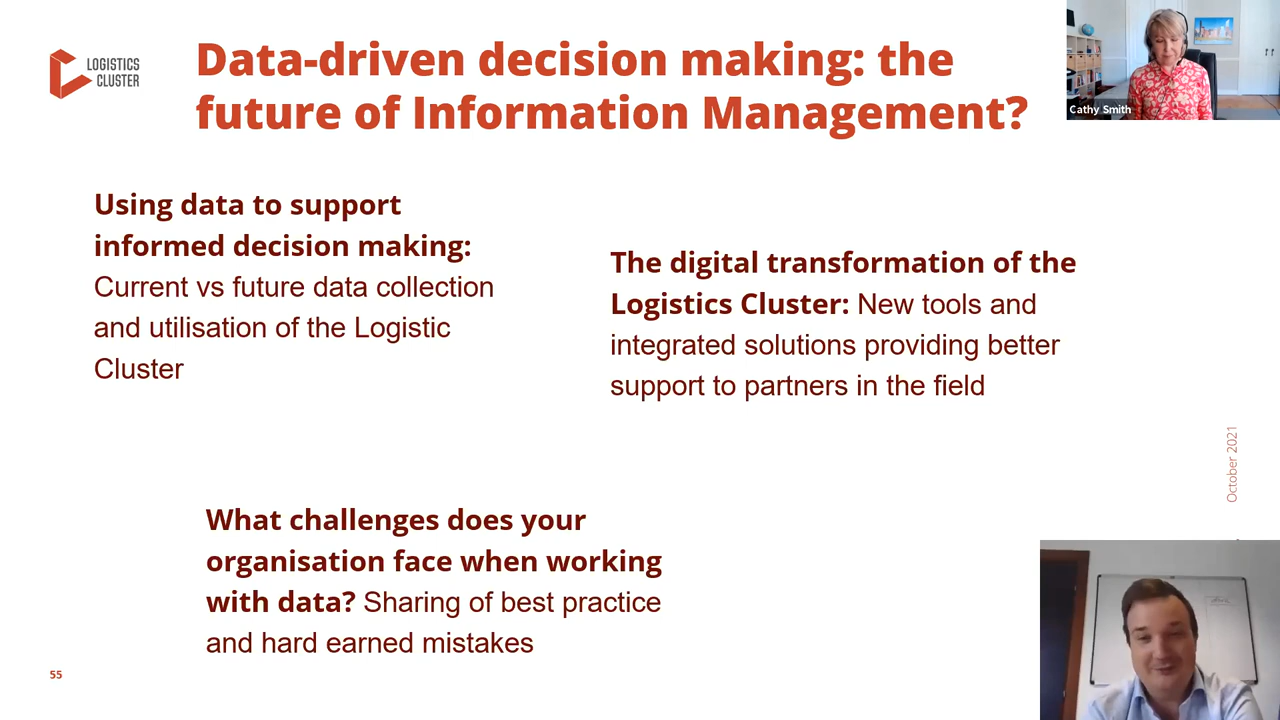 LOGISTICS
CLUSTER
Data-driven decision making: the
future of Information Management?
Cathy Smith
Using data to support
informed decision making:
Current vs future data collection
and utilisation of the Logistic
Cluster
The digital transformation of the
Logistics Cluster: New tools and
integrated solutions providing better
support to partners in the field
October 2021
What challenges does your
organisation face when working
with data? Sharing of best practice
and hard earned mistakes
55